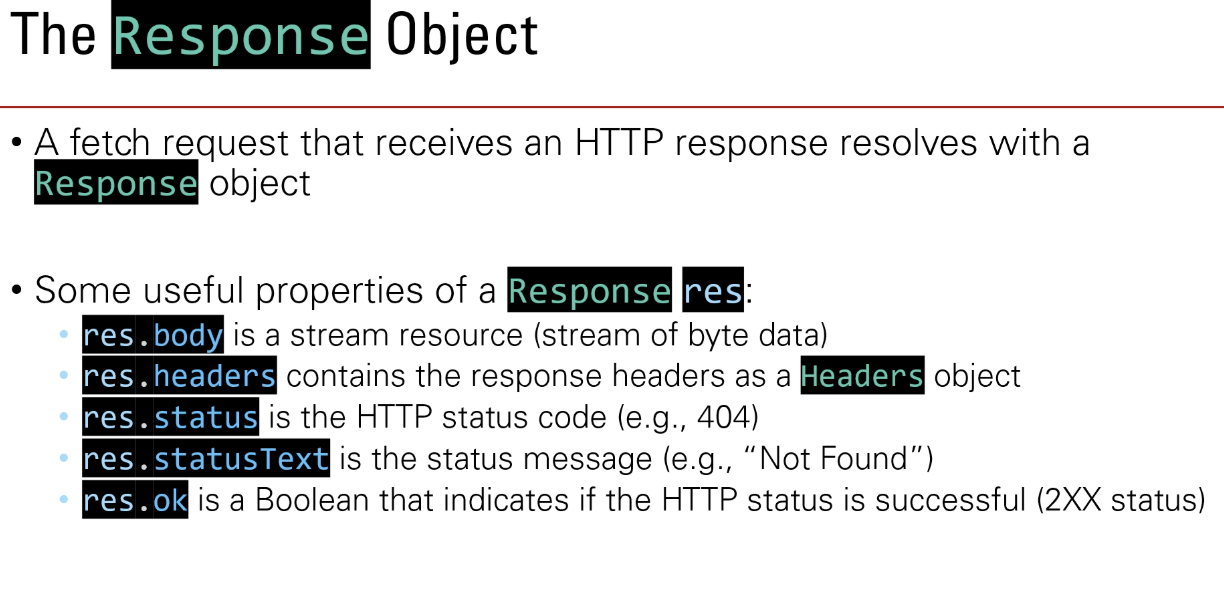 The Response Object
• A fetch request that receives an HTTP response resolves with a
Response object
• Some useful properties of a Response res:
• res.body is a stream resource (stream of byte data)
• res.headers contains the response headers as a Headers object
• res.status is the HTTP status code (e.g., 404)
• res.statusText is the status message (e.g., “Not Found”)
• res.ok is a Boolean that indicates if the HTTP status is successful (2XX status)